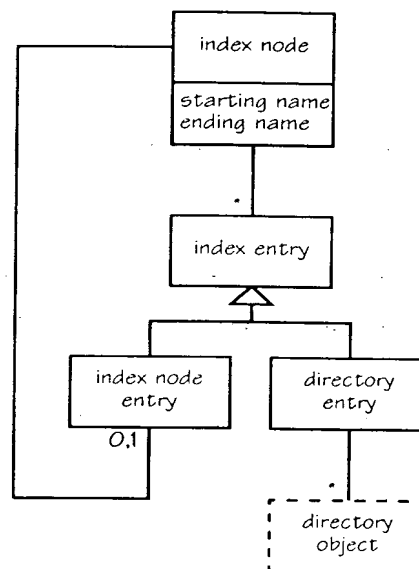 index node
starting name
ending name
index entry
index node
entry
directory
entry
0,1
directory
object